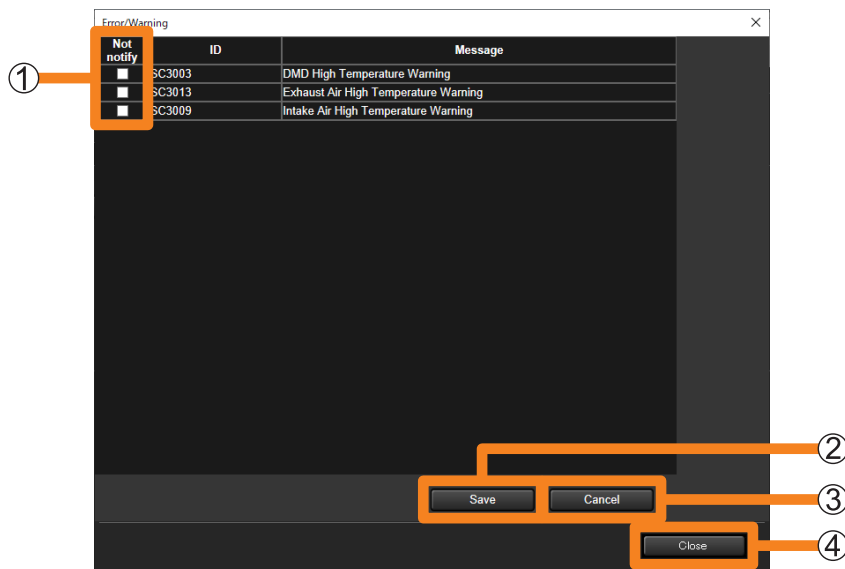 Error/Warning
Not notify ID Message
SC3003 DMD High Temperature Warning
SC3013 Exhaust Air High Temperature Warning
SC3009 Intake Air High Temperature Warning
①
②
Save Cancel
③
Close
④